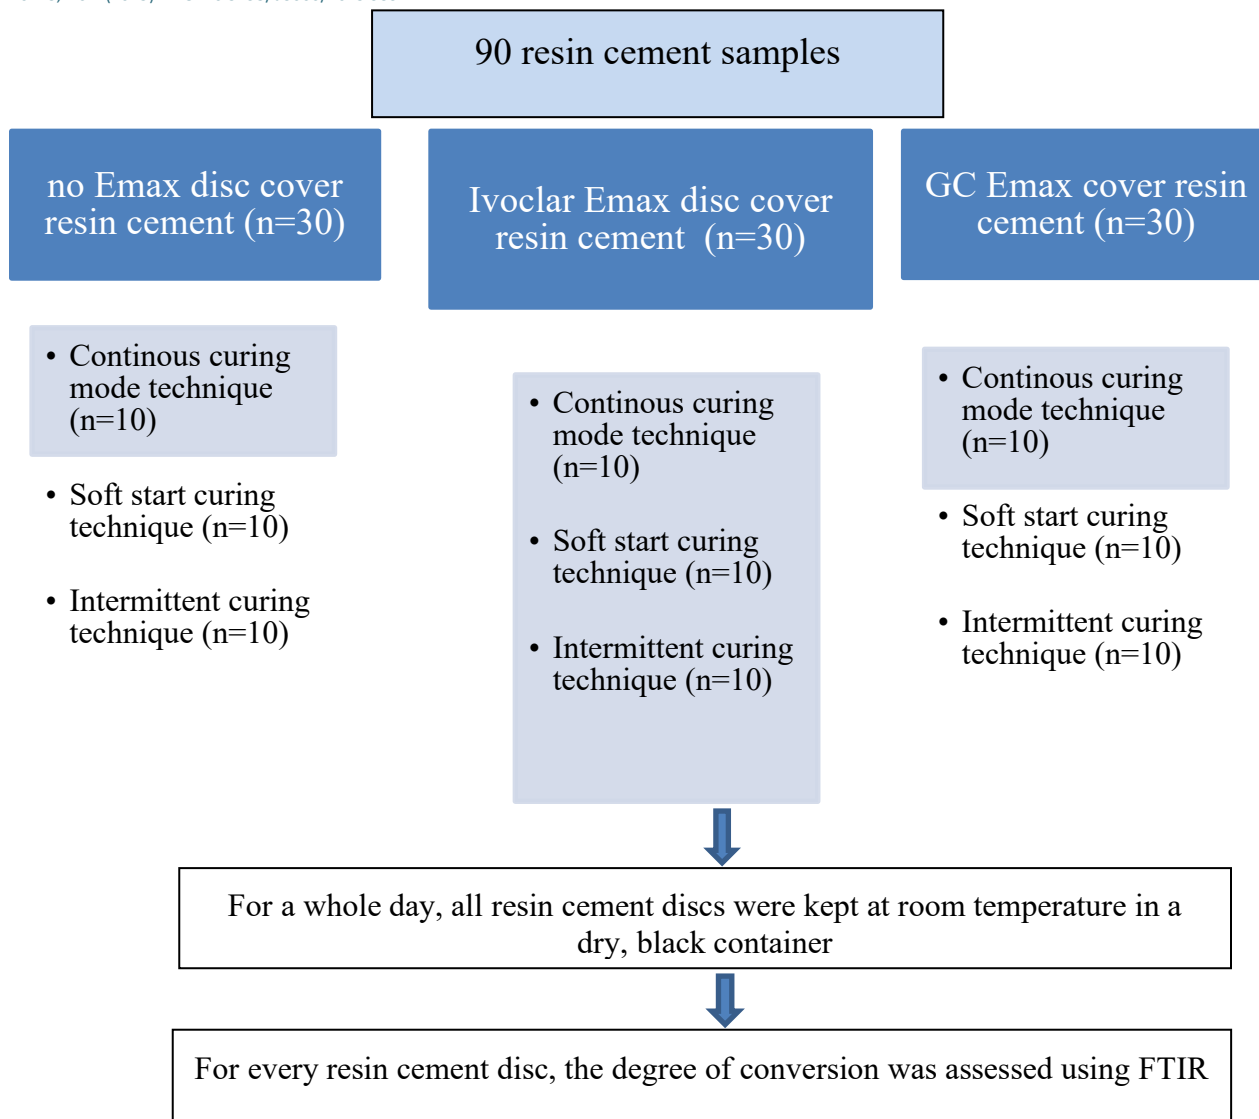 90 resin cement samples
no Emax disc cover
resin cement (n=30)
Ivoclar Emax disc cover
resin cement (n=30)
GC Emax cover resin
cement (n=30)
• Continous curing
mode technique
(n=10)
• Soft start curing
technique (n=10)
• Intermittent curing
technique (n=10)
• Continous curing
mode technique
(n=10)
• Soft start curing
technique (n=10)
• Intermittent curing
technique (n=10)
• Continous curing
mode technique
(n=10)
• Soft start curing
technique (n=10)
• Intermittent curing
technique (n=10)
For a whole day, all resin cement discs were kept at room temperature in a
dry, black container
For every resin cement disc, the degree of conversion was assessed using FTIR